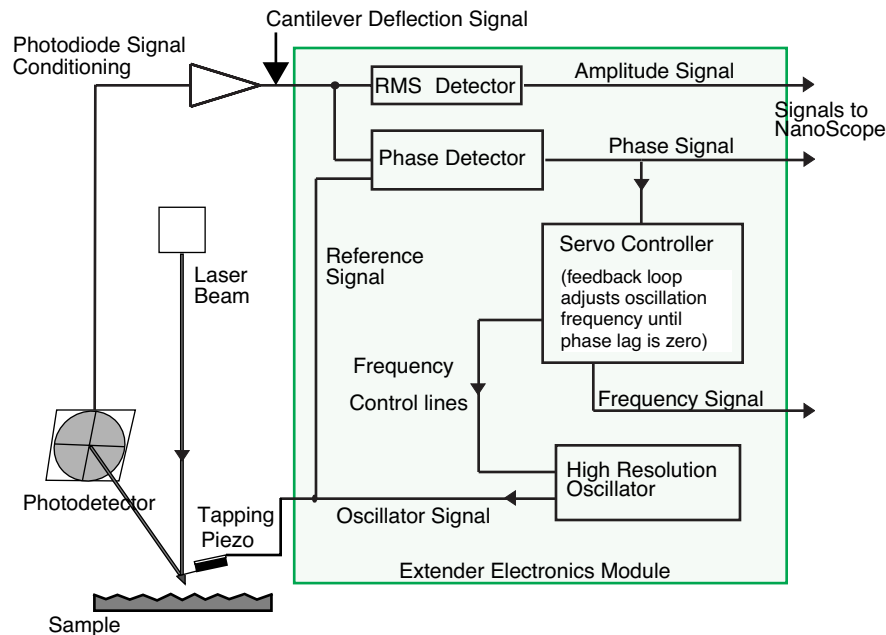 Cantilever Deflection Signal
Photodiode Signal
Conditioning
RMS Detector
Amplitude Signal
Signals to
NanoScope
Phase Detector
Phase Signal
Servo Controller
(feedback loop
adjusts oscillation
frequency until
phase lag is zero)
Reference
Signal
Laser
Beam
Frequency
Control lines
Frequency Signal
High Resolution
Oscillator
Photodetector
Tapping
Piezo
Oscillator Signal
Extender Electronics Module
Sample